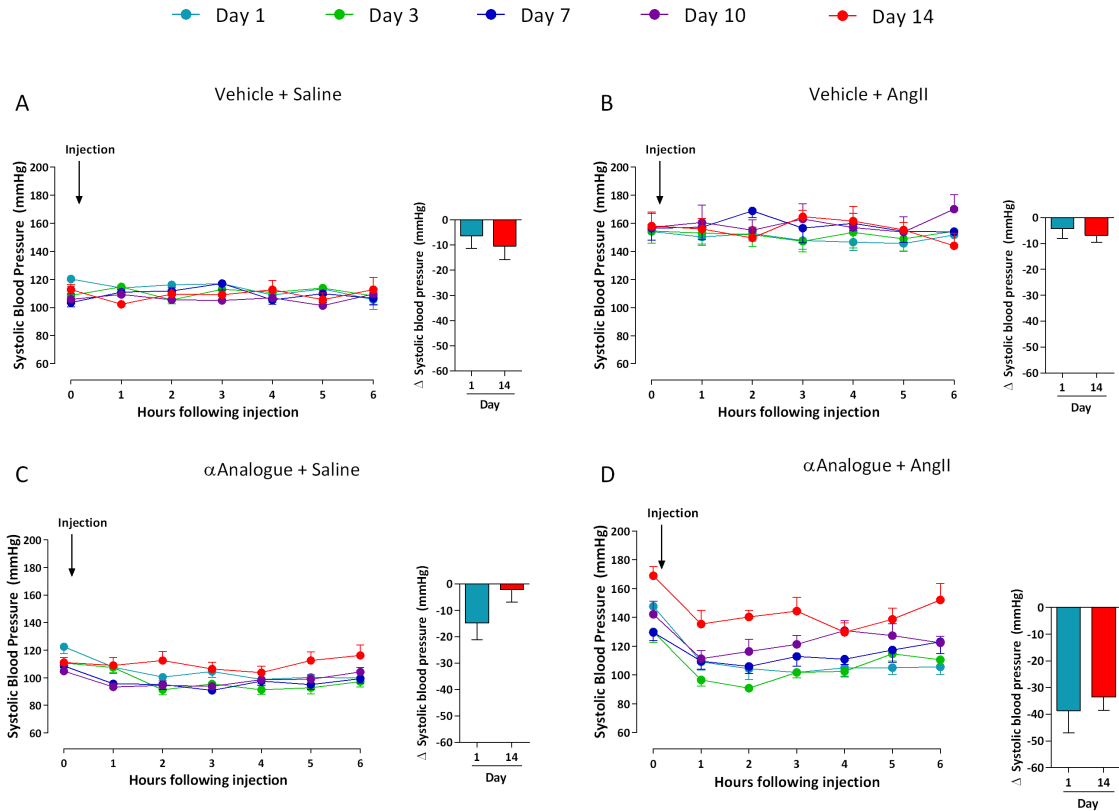 Day 1 Day 3 Day 7 Day 10 Day 14
A
Vehicle + Saline
Injection
Systolic Blood Pressure (mmHg)
200
180
160
140
120
100
80
60
0 1 2 3 4 5 6
Hours following injection
Δ Systolic blood pressure (mmHg)
0
-10
-20
-30
-40
-50
-60
1 14
Day
B
Vehicle + AngII
Injection
Systolic Blood Pressure (mmHg)
200
180
160
140
120
100
80
60
0 1 2 3 4 5 6
Hours following injection
Δ Systolic blood pressure (mmHg)
0
-10
-20
-30
-40
-50
-60
1 14
Day
C
αAnalogue + Saline
Injection
Systolic Blood Pressure (mmHg)
200
180
160
140
120
100
80
60
0 1 2 3 4 5 6
Hours following injection
Δ Systolic blood pressure (mmHg)
0
-10
-20
-30
-40
-50
-60
1 14
Day
D
αAnalogue + AngII
Injection
Systolic Blood Pressure (mmHg)
200
180
160
140
120
100
80
60
0 1 2 3 4 5 6
Hours following injection
Δ Systolic blood pressure (mmHg)
0
-10
-20
-30
-40
-50
-60
1 14
Day